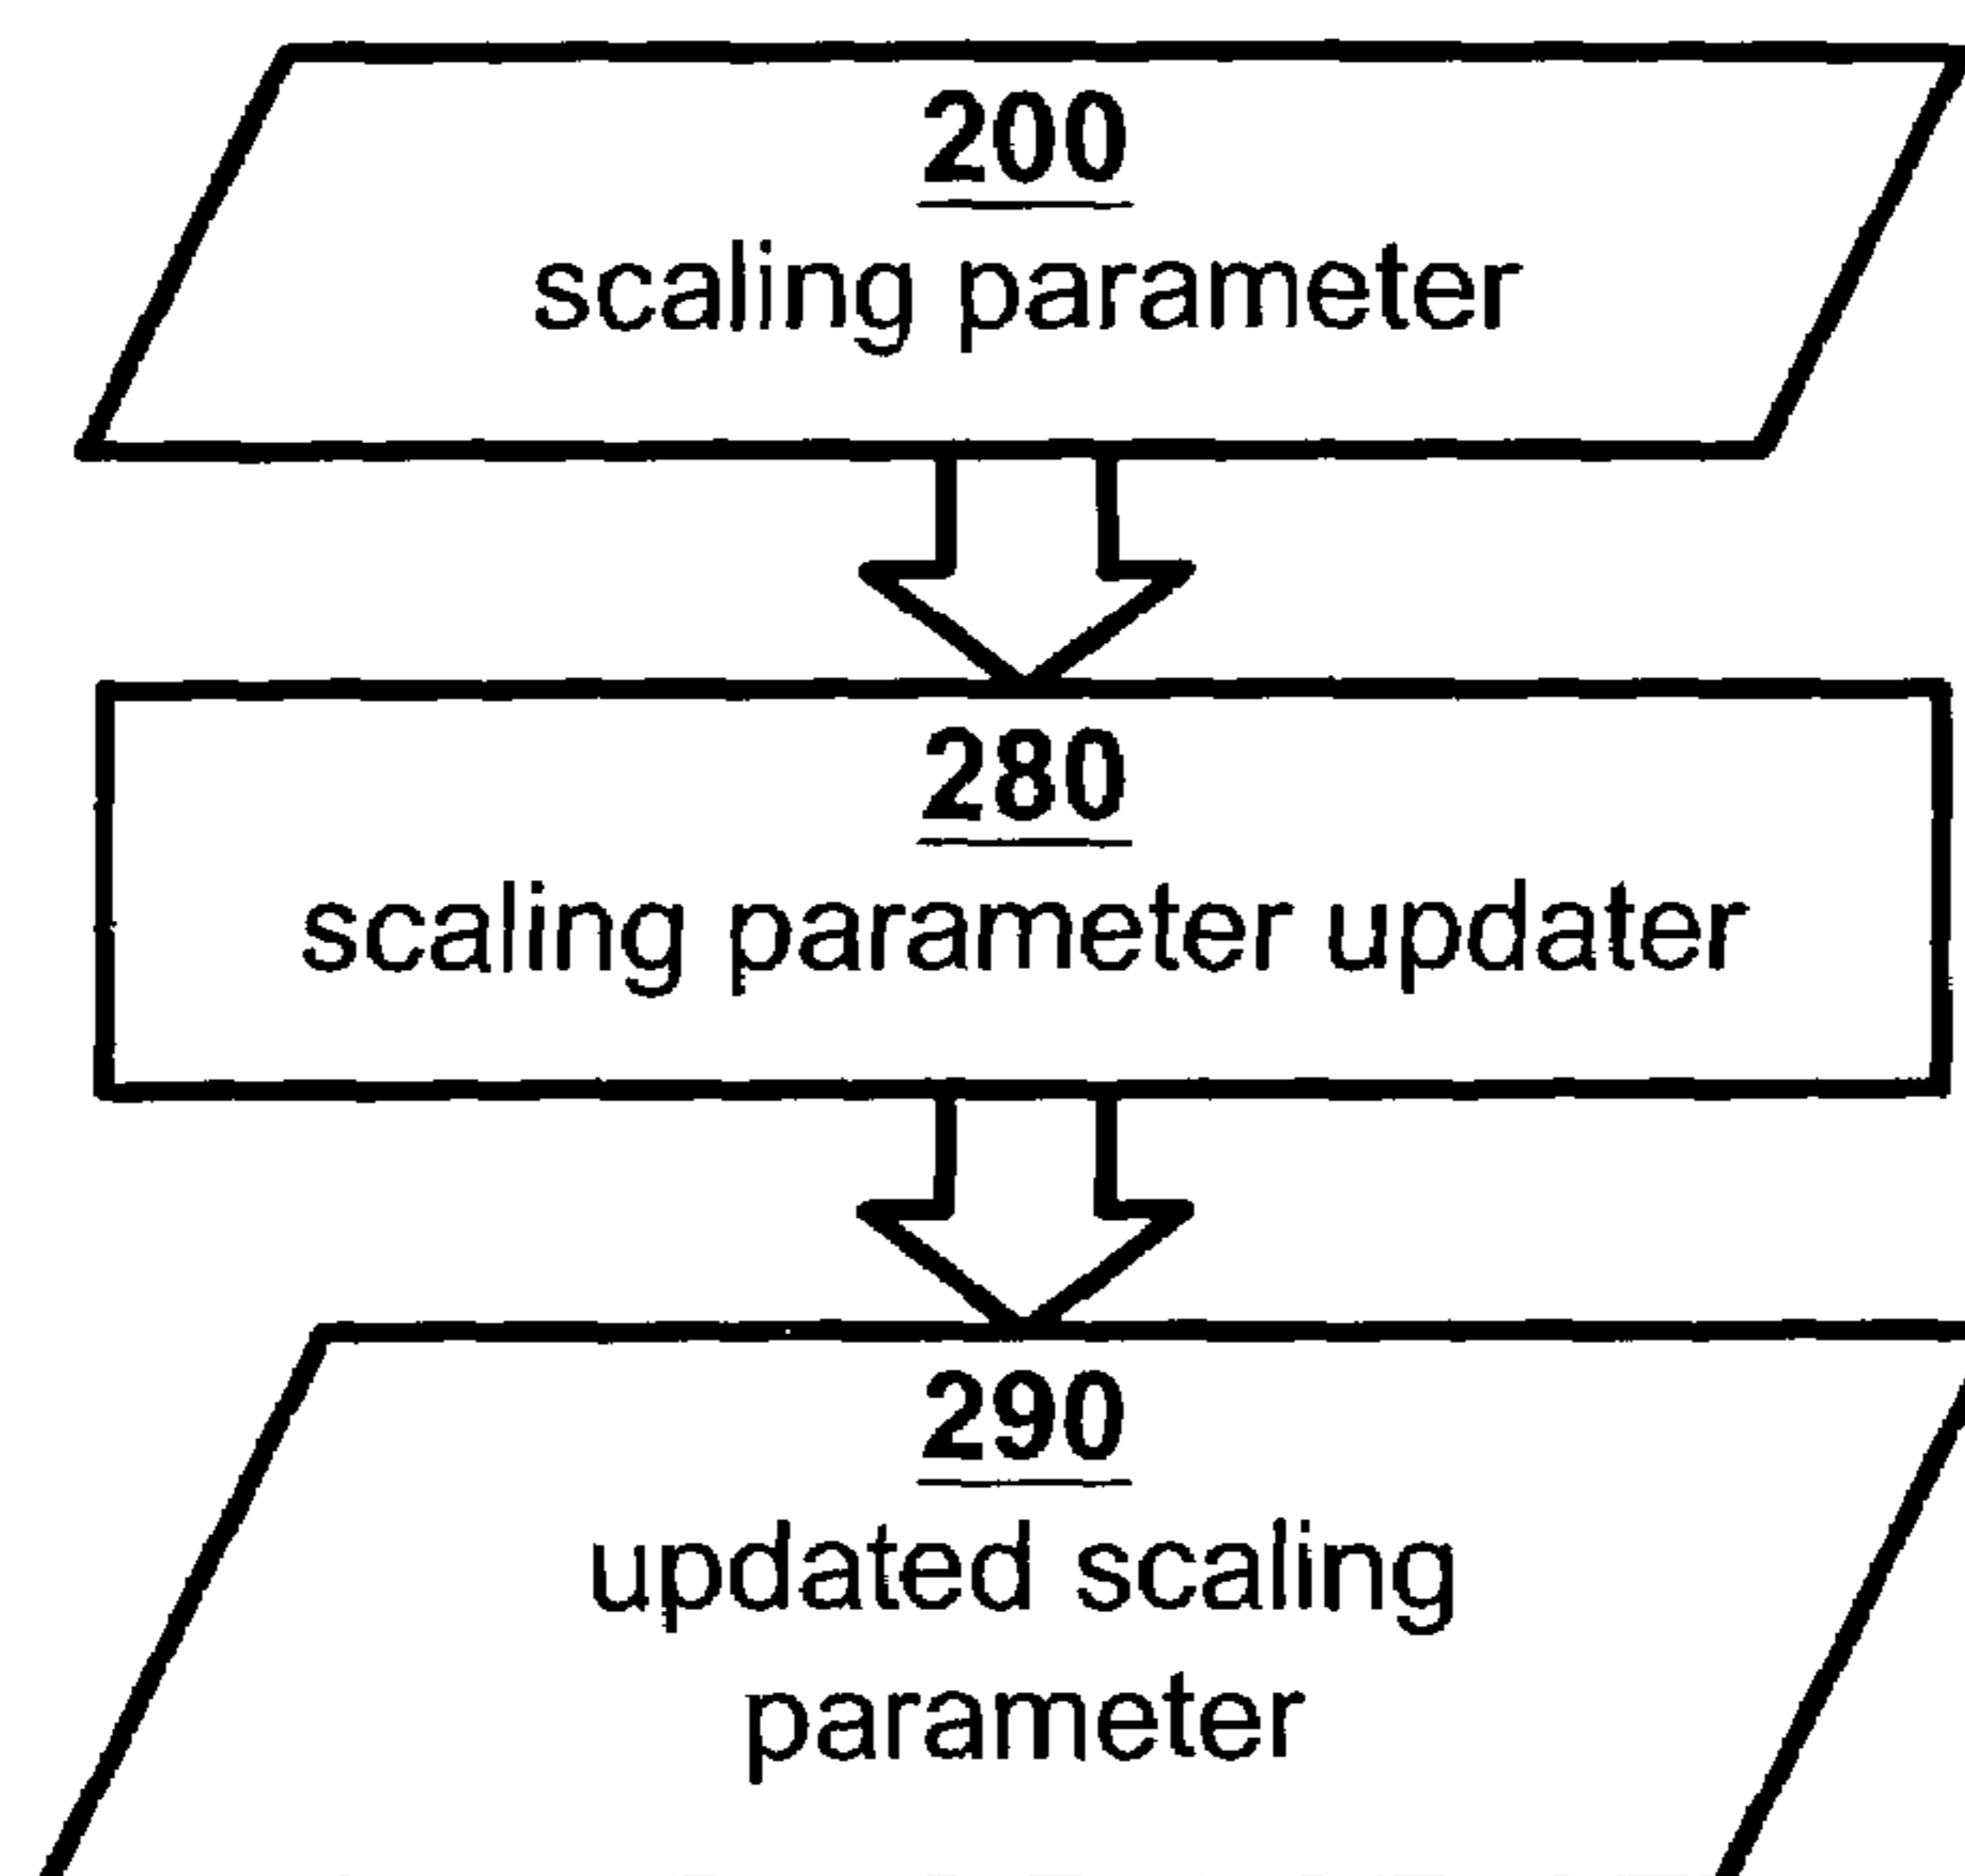 200
scaling parameter
280
scaling parameter updater
290
updated scaling
parameter